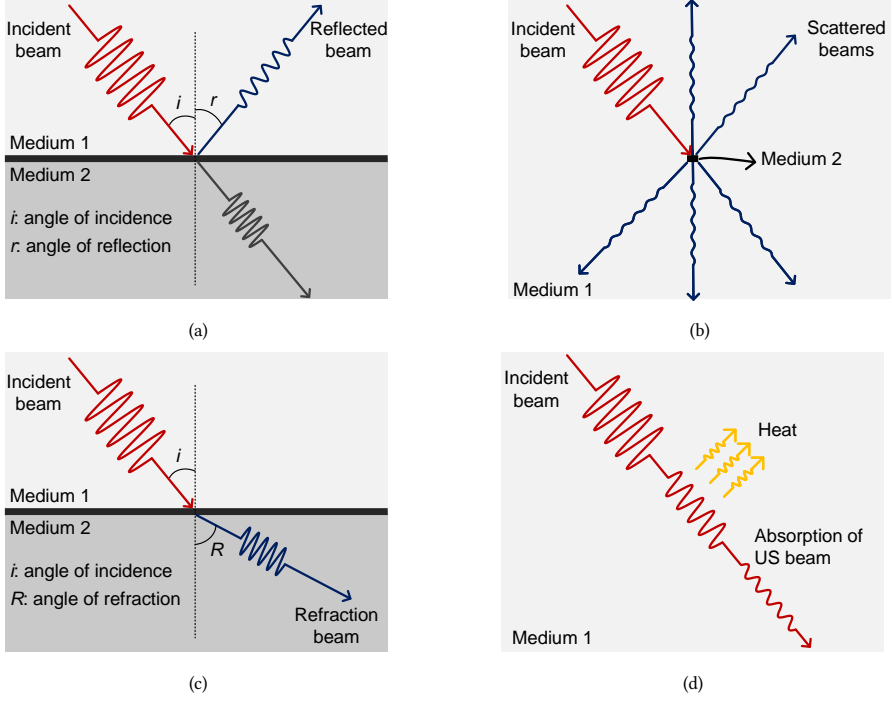 Incident
beam
Reflected
beam
i
r
Medium 1
Medium 2
i: angle of incidence
r: angle of reflection
(a)
Incident
beam
Scattered
beams
Medium 2
Medium 1
(b)
Incident
beam
i
Medium 1
Medium 2
R
i: angle of incidence
R: angle of refraction
Refraction
beam
(c)
Incident
beam
Heat
Absorption of
US beam
Medium 1
(d)